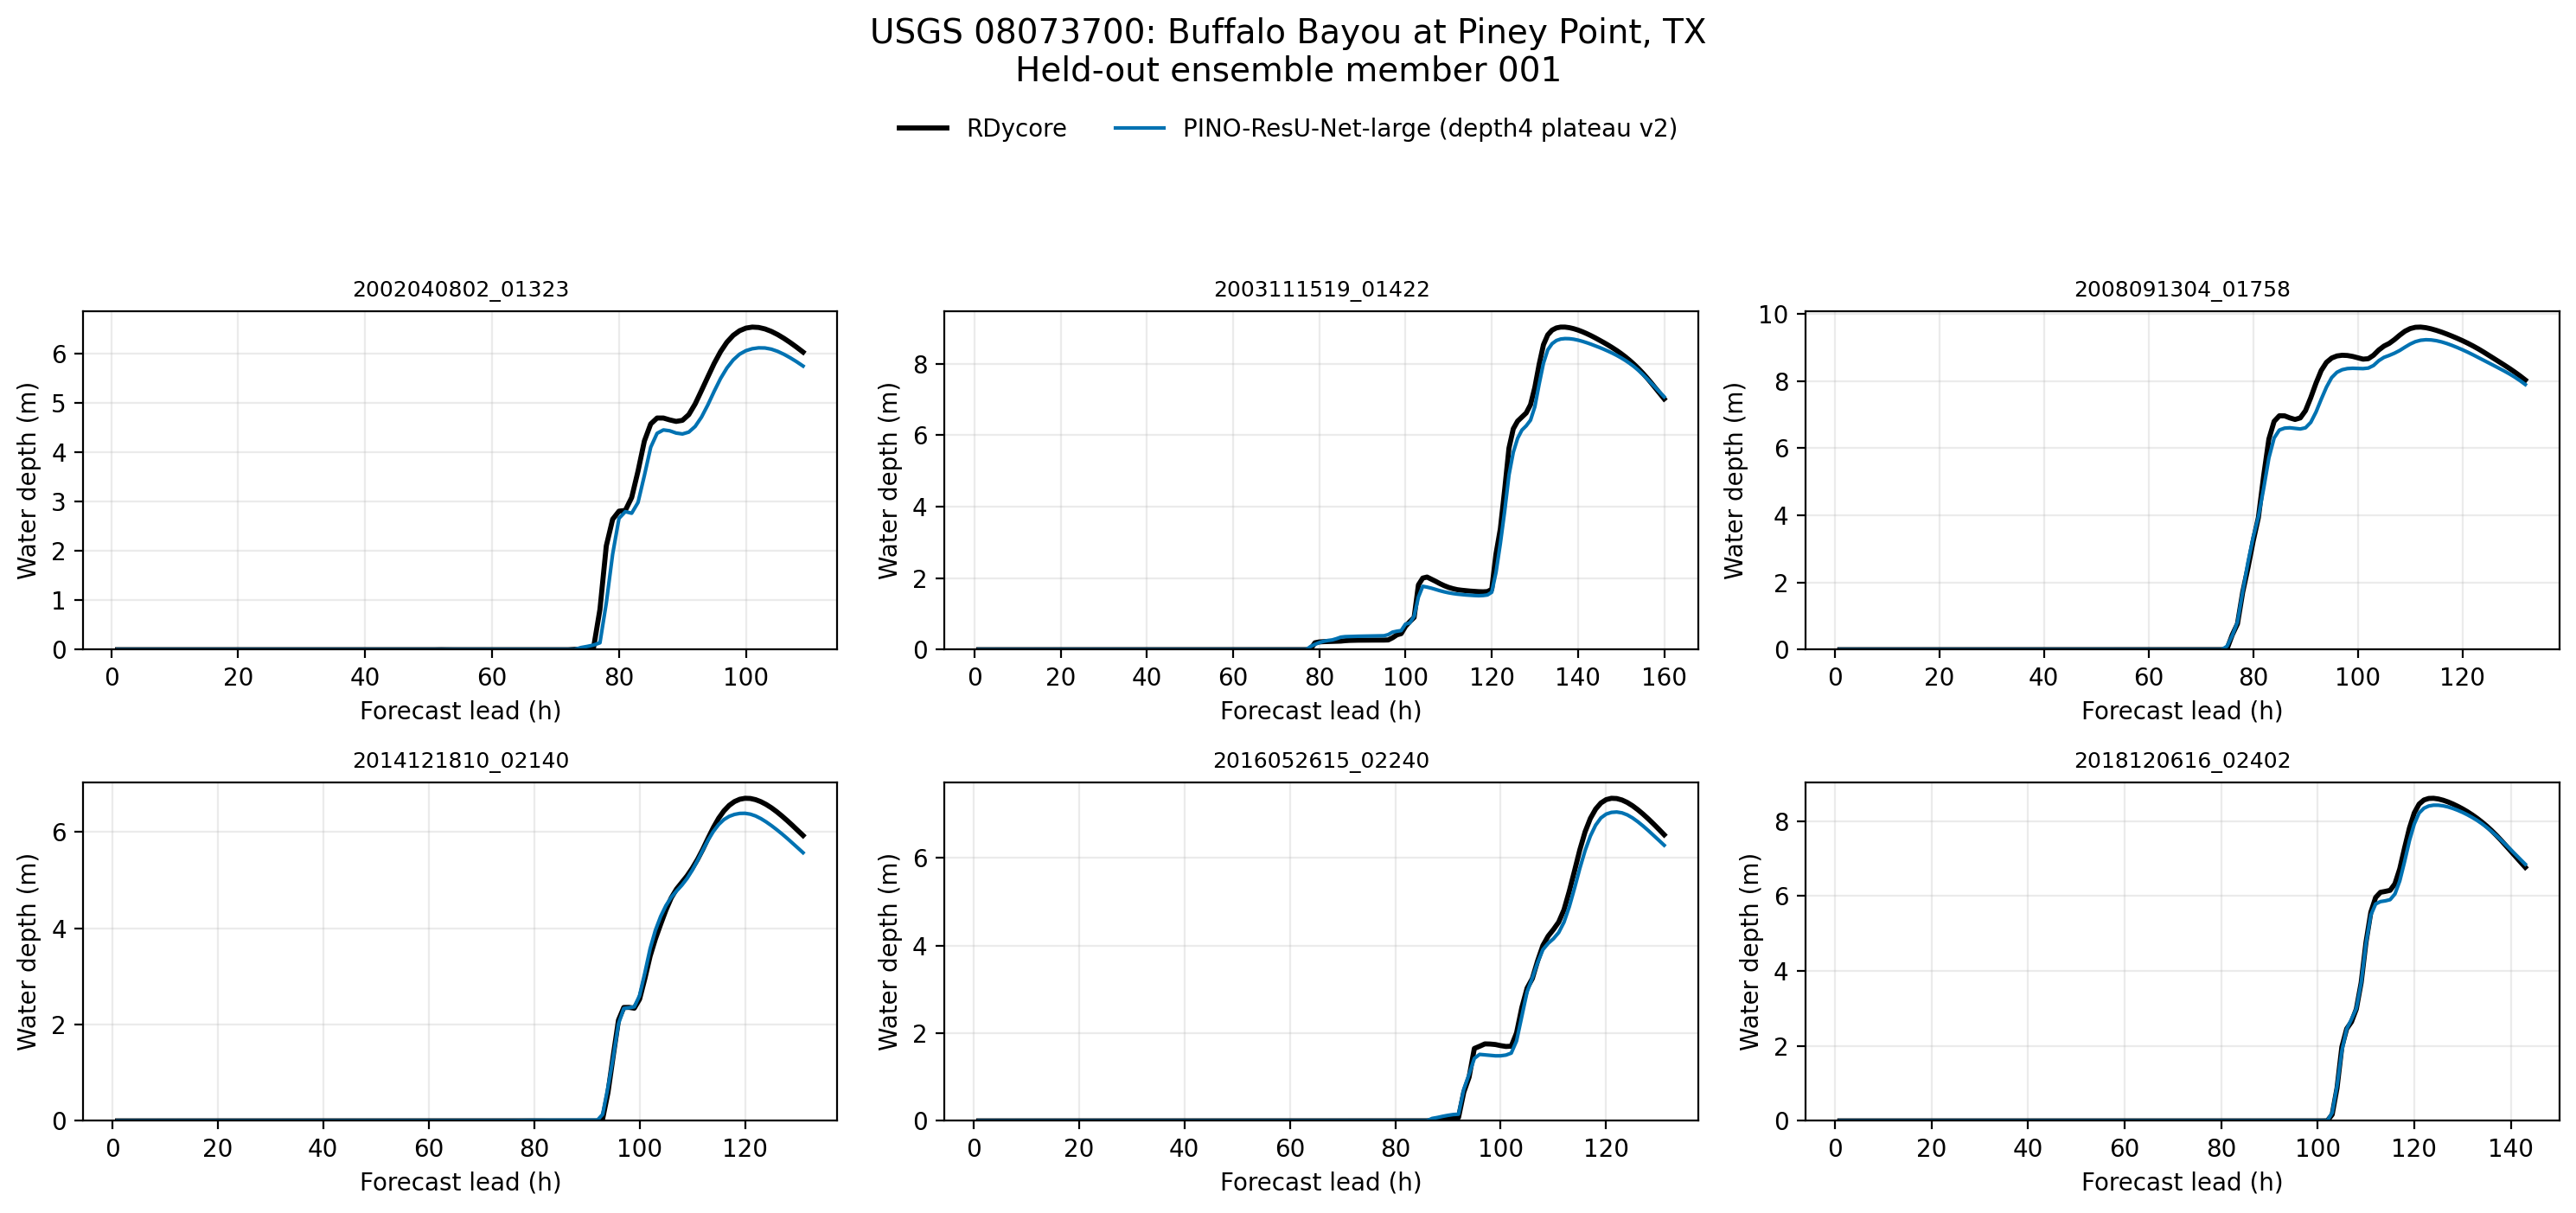 USGS 08073700: Buffalo Bayou at Piney Point, TX
Held-out ensemble member 001
RDycore
PINO-ResU-Net-large (depth4 plateau v2)
2002040802_01323
Water depth (m)
6
5
4
3
2
1
0
0 20 40 60 80 100
Forecast lead (h)
2003111519_01422
Water depth (m)
8
6
4
2
0
0 20 40 60 80 100 120 140 160
Forecast lead (h)
2008091304_01758
Water depth (m)
10
8
6
4
2
0
0 20 40 60 80 100 120
Forecast lead (h)
2014121810_02140
Water depth (m)
6
4
2
0
0 20 40 60 80 100 120
Forecast lead (h)
2016052615_02240
Water depth (m)
6
4
2
0
0 20 40 60 80 100 120
Forecast lead (h)
2018120616_02402
Water depth (m)
8
6
4
2
0
0 20 40 60 80 100 120 140
Forecast lead (h)